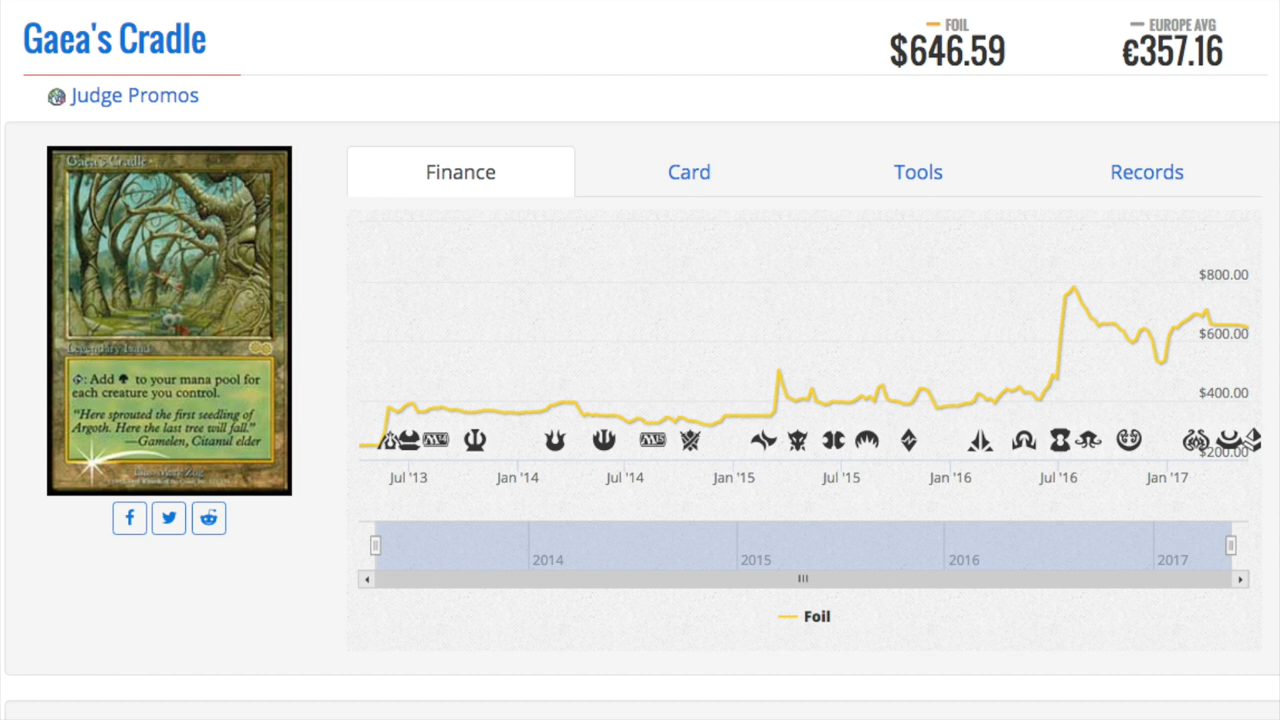 Gaea's Cradle
FOIL
$646.59
EUROPE AVG
€357.16
Judge Promos
Gaea's Cradle
Legendary Land
: Add to your mana pool for
each creature you control.
"Here sprouted the first seedling of
Argoth. Here the last tree will fall."
—Gamelen, Citanul elder
Finance
Card
Tools
Records
$800.00
$600.00
$400.00
$200.00
M14
M15
Jul '13
Jan '14
Jul '14
Jan '15
Jul '15
Jan '16
Jul '16
Jan '17
2014
2015
2016
2017
Foil